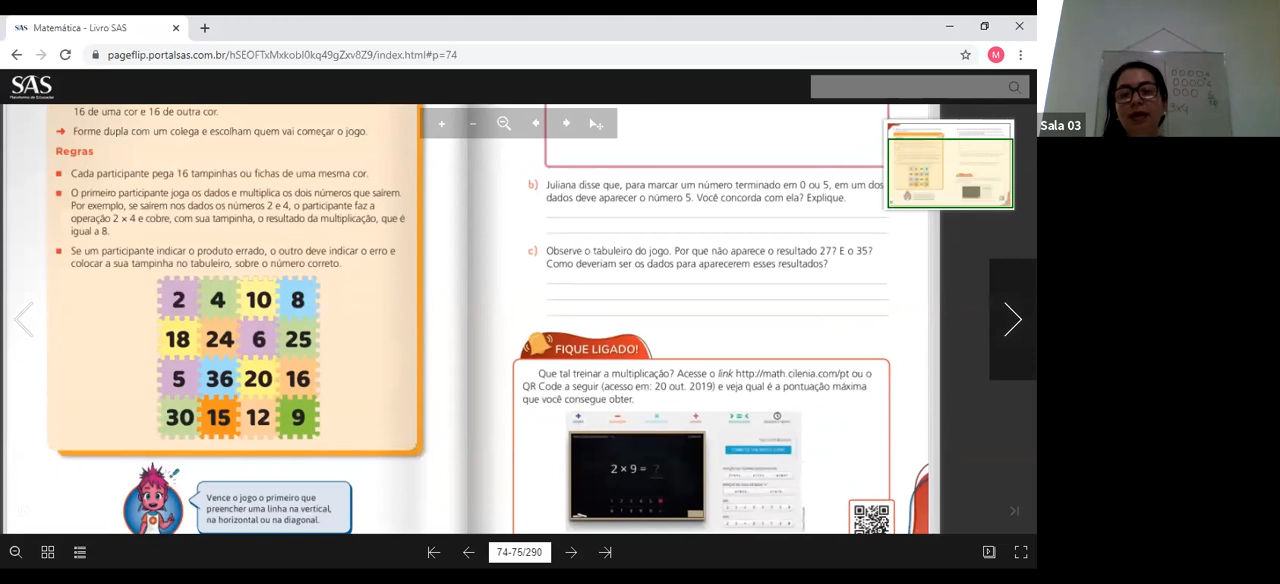 Matemática - Livro SAS
pageflip.portalsas.com.br/hSEOFTxMxkobI0kq49gZxv8Z9/index.html#p=74
M
SAS
Sala 03
16 de uma cor e 16 de outra cor.
Forme dupla com um colega e escolham quem vai começar o jogo.
Regras
Cada participante pega 16 tampinhas ou fichas de uma mesma cor.
O primeiro participante joga os dados e multiplica os dois números que saírem.
Por exemplo, se saírem nos dados os números 2 e 4, o participante faz a
operação 2 × 4 e cobre, com sua tampinha, o resultado da multiplicação, que é
igual a 8.
Se um participante indicar o produto errado, o outro deve indicar o erro e
colocar a sua tampinha no tabuleiro, sobre o número correto.
2 4 10 8
18 24 6 25
5 36 20 16
30 15 12 9
Vence o jogo o primeiro que
preencher uma linha na vertical,
na horizontal ou na diagonal.
b) Juliana disse que, para marcar um número terminado em 0 ou 5, em um dos
dados deve aparecer o número 5. Você concorda com ela? Explique.
c) Observe o tabuleiro do jogo. Por que não aparece o resultado 27? E o 35?
Como deveriam ser os dados para aparecerem esses resultados?
FIQUE LIGADO!
Que tal treinar a multiplicação? Acesse o link http://math.cilenia.com/pt ou o
QR Code a seguir (acesso em: 20 out. 2019) e veja qual é a pontuação máxima
que você consegue obter.
2 × 9 = ?
74-75/290